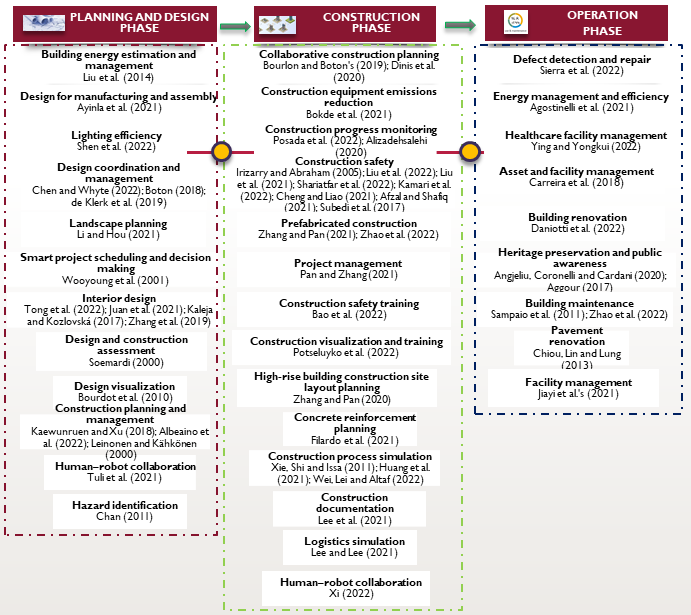 PLANNING AND DESIGN
PHASE
Building energy estimation and
management
Liu et al. (2014)
Design for manufacturing and assembly
Ayinla et al. (2021)
Lighting efficiency
Shen et al. (2022)
Design coordination and
management
Chen and Whyte (2022); Boton (2018);
de Klerk et al. (2019)
Landscape planning
Li and Hou (2021)
Smart project scheduling and decision
making
Wooyoung et al. (2001)
Interior design
Tong et al. (2022); Juan et al. (2021); Kaleja
and Kozlovská (2017); Zhang et al. (2019)
Design and construction
assessment
Soemardi (2000)
Design visualization
Bourdot et al. (2010)
Construction planning and
management
Kaewunruen and Xu (2018); Albeaino et
al. (2022); Leinonen and Kähkönen
(2000)
Human–robot collaboration
Tuli et al. (2021)
Hazard identification
Chan (2011)
CONSTRUCTION
PHASE
Collaborative construction planning
Bourlon and Boton's (2019); Dinis et al.
(2020)
Construction equipment emissions
reduction
Bokde et al. (2021)
Construction progress monitoring
Posada et al. (2022); Alizadehsalehi
(2020)
Construction safety
Irizarry and Abraham (2005); Liu et al. (2022); Liu
et al. (2021); Shariatfar et al. (2022); Kamari et al.
(2022); Cheng and Liao (2021); Afzal and Shafiq
(2021); Subedi et al. (2017)
Prefabricated construction
Zhang and Pan (2021); Zhao et al. (2022)
Project management
Pan and Zhang (2021)
Construction safety training
Bao et al. (2022)
Construction visualization and training
Potseluyko et al. (2022)
High-rise building construction site
layout planning
Zhang and Pan (2020)
Concrete reinforcement
planning
Filardo et al. (2021)
Construction process simulation
Xie, Shi and Issa (2011); Huang et al.
(2021); Wei, Lei and Altaf (2022)
Construction
documentation
Lee et al. (2021)
Logistics simulation
Lee and Lee (2021)
Human–robot collaboration
Xi (2022)
OPERATION
PHASE
Defect detection and repair
Sierra et al. (2022)
Energy management and efficiency
Agostinelli et al. (2021)
Healthcare facility management
Ying and Yongkui (2022)
Asset and facility management
Carreira et al. (2018)
Building renovation
Daniotti et al. (2022)
Heritage preservation and public
awareness
Angjeliu, Coronelli and Cardani (2020);
Aggour (2017)
Building maintenance
Sampaio et al. (2011); Zhao et al. (2022)
Pavement
renovation
Chiou, Lin and Lung
(2013)
Facility management
Jiayi et al.'s (2021)